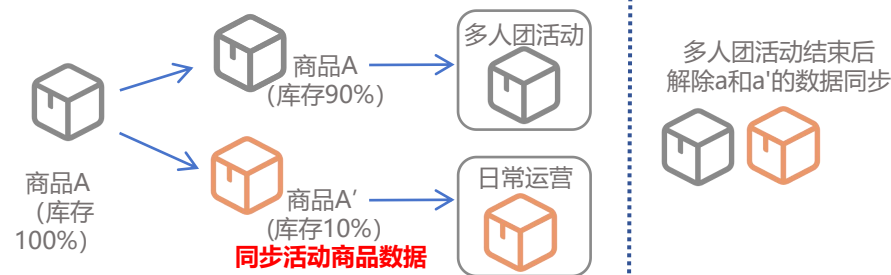 商品A
（库存
100%）
商品A
（库存90%）
多人团活动
商品A′
(库存10%）
同步活动商品数据
日常运营
多人团活动结束后
解除a和a'的数据同步